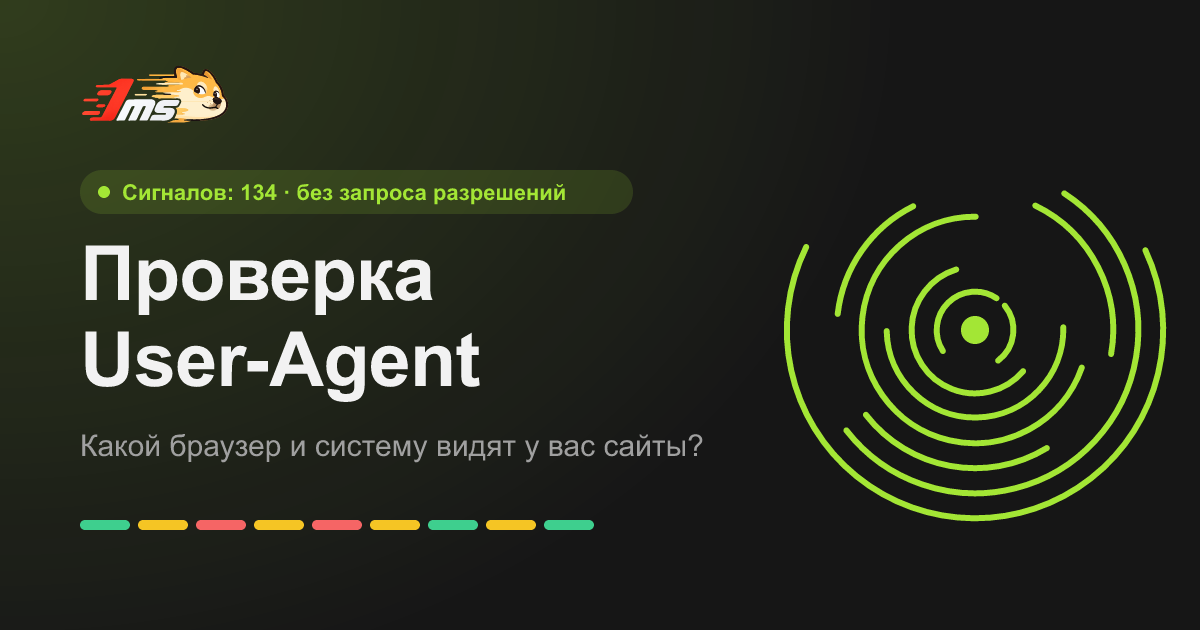 1ms
Сигналов: 134 · без запроса разрешений
Проверка
User-Agent
Какой браузер и систему видят у вас сайты?